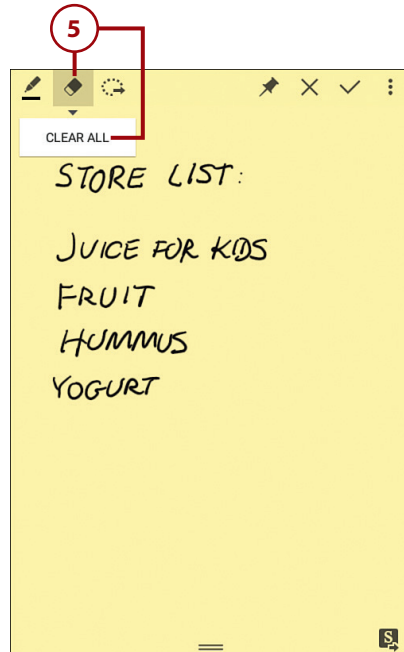 5
CLEAR ALL
STORE LIST:
JUICE FOR KIDS
FRUIT
HUMMUS
YOGURT
S